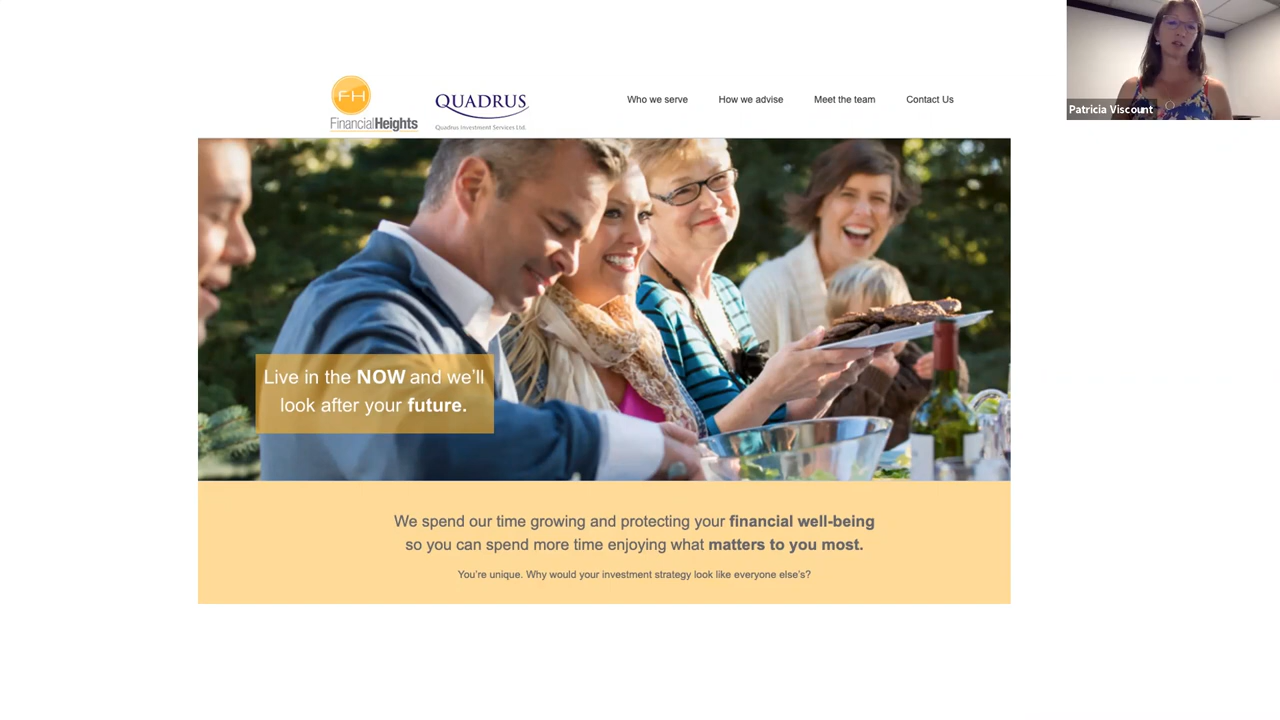 FH
FinancialHeights
QUADRUS
Quadrus Investment Services Ltd.
Who we serve
How we advise
Meet the team
Contact Us
Patricia Viscount
Live in the NOW and we'll
look after your future.
We spend our time growing and protecting your financial well-being
so you can spend more time enjoying what matters to you most.
You're unique. Why would your investment strategy look like everyone else's?